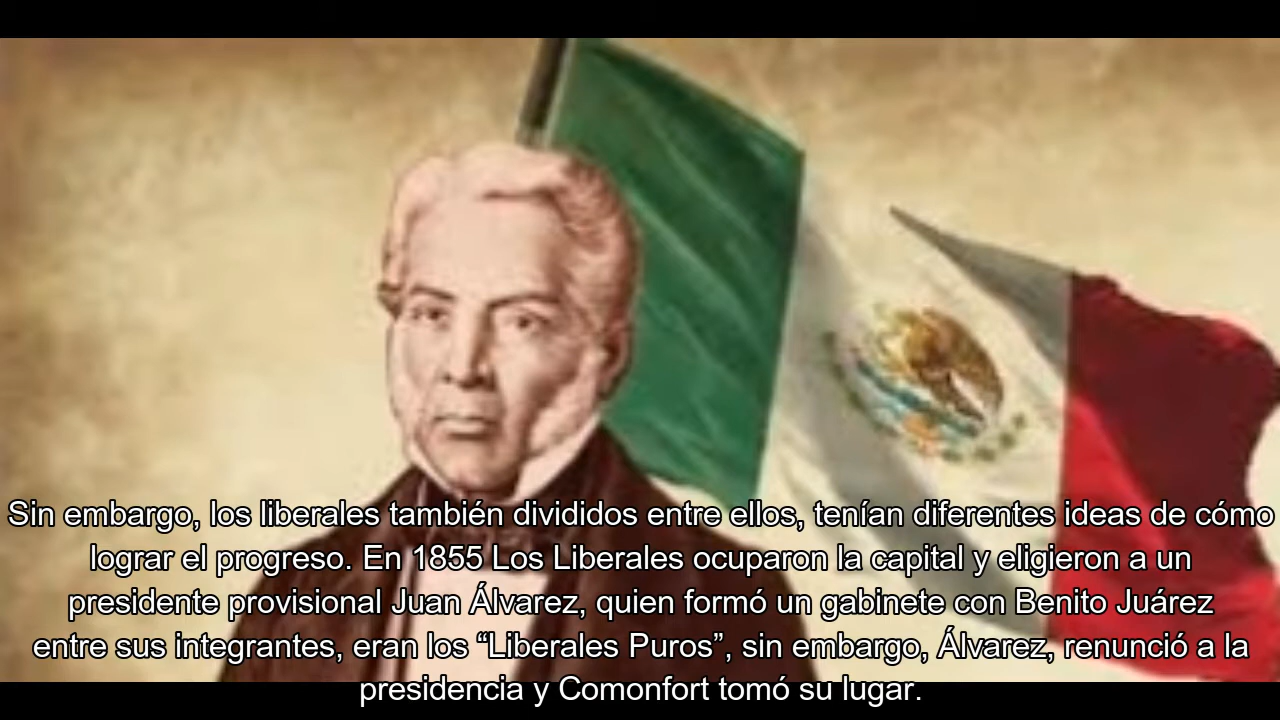 Sin embargo, los liberales también divididos entre ellos, tenían diferentes ideas de cómo
lograr el progreso. En 1855 Los Liberales ocuparon la capital y eligieron a un
presidente provisional Juan Álvarez, quien formó un gabinete con Benito Juárez
entre sus integrantes, eran los “Liberales Puros”, sin embargo, Álvarez, renunció a la
presidencia y Comonfort tomó su lugar.